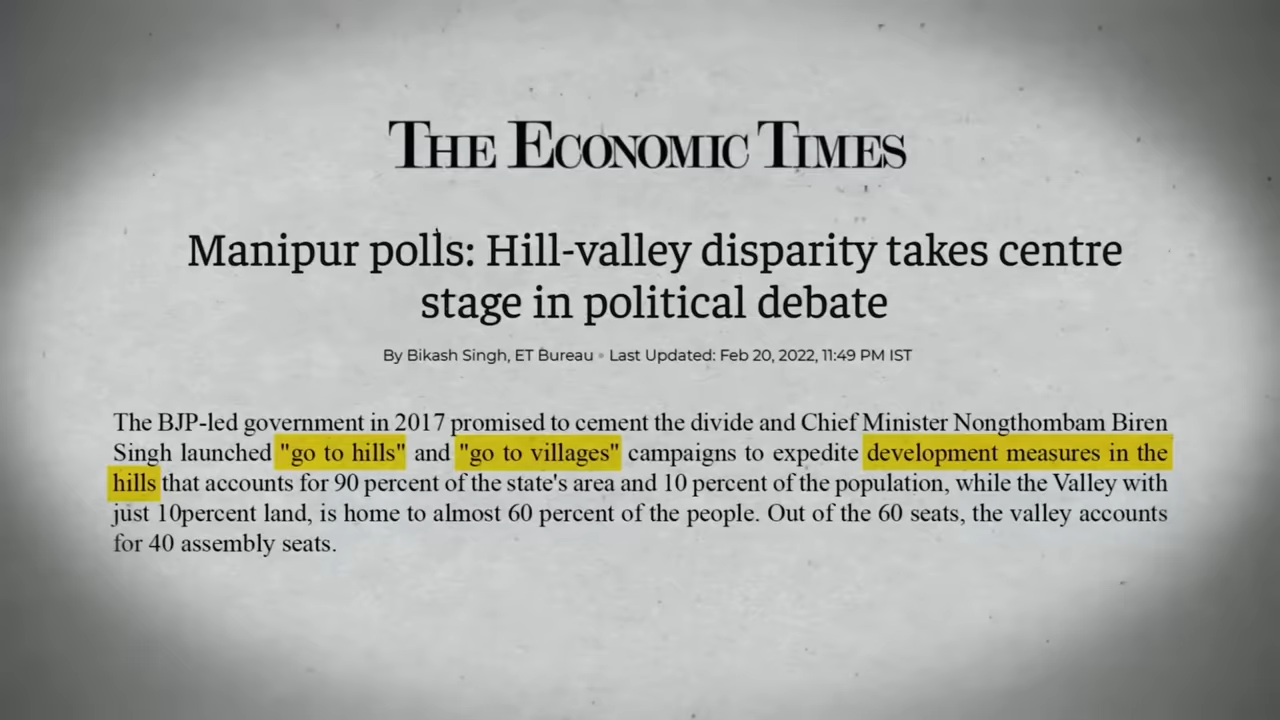 THE ECONOMIC TIMES
Manipur polls: Hill-valley disparity takes centre
stage in political debate
By Bikash Singh, ET Bureau • Last Updated: Feb 20, 2022, 11:49 PM IST
The BJP-led government in 2017 promised to cement the divide and Chief Minister Nongthombam Biren
Singh launched "go to hills" and "go to villages" campaigns to expedite development measures in the
hills that accounts for 90 percent of the state's area and 10 percent of the population, while the Valley with
just 10percent land, is home to almost 60 percent of the people. Out of the 60 seats, the valley accounts
for 40 assembly seats.